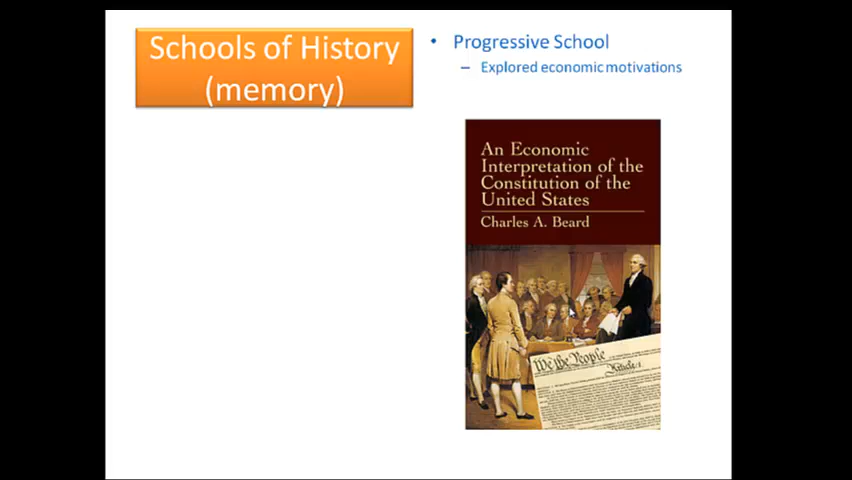 Schools of History
(memory)
• Progressive School
– Explored economic motivations
An Economic
Interpretation of the
Constitution of the
United States
Charles A. Beard
We the People
Article I